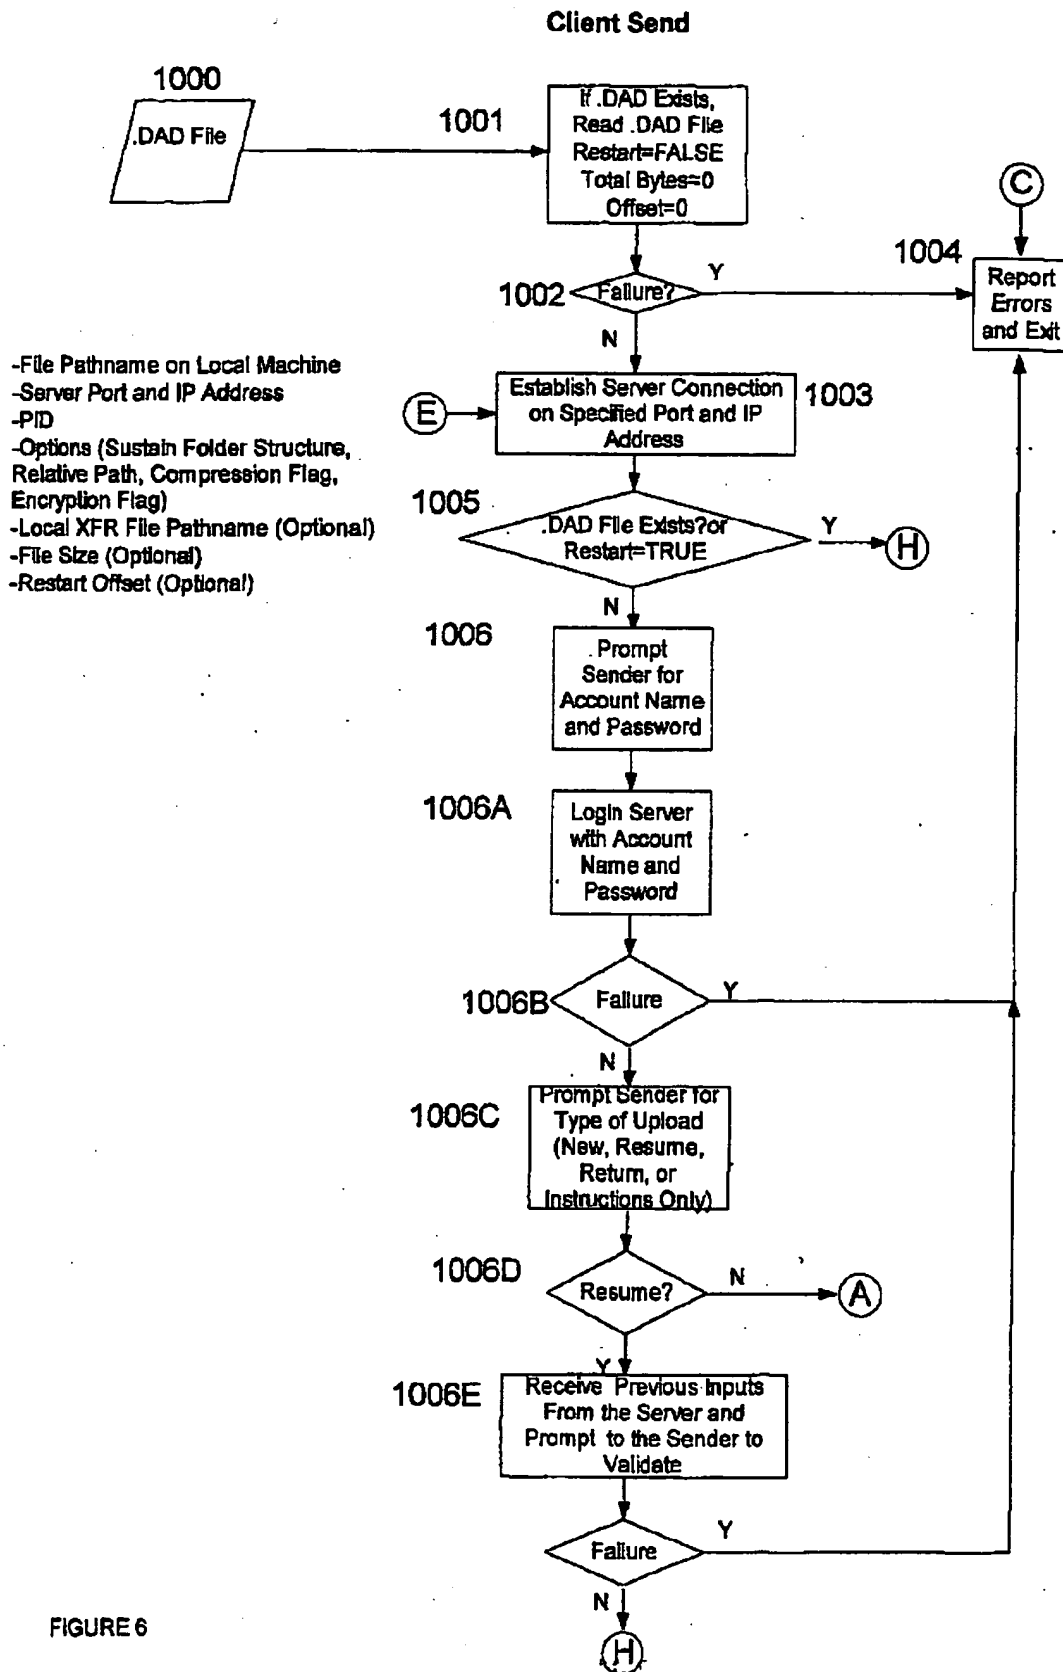 Client Send
1000
.DAD File
1001
If .DAD Exists,
Read .DAD File
Restart=FALSE
Total Bytes=0
Offset=0
C
1004
Report
Errors
and Exit
1002
Failure?
Y
N
-File Pathname on Local Machine
-Server Port and IP Address
-PID
-Options (Sustain Folder Structure,
Relative Path, Compression Flag,
Encryption Flag)
-Local XFR File Pathname (Optional)
-File Size (Optional)
-Restart Offset (Optional)
E
Establish Server Connection
on Specified Port and IP
Address
1003
1005
.DAD File Exists?or
Restart=TRUE
Y
H
N
1006
Prompt
Sender for
Account Name
and Password
1006A
Login Server
with Account
Name and
Password
1006B
Failure
Y
N
1006C
Prompt Sender for
Type of Upload
(New, Resume,
Return, or
Instructions Only)
1006D
Resume?
N
A
Y
1006E
Receive Previous Inputs
From the Server and
Prompt to the Sender to
Validate
Failure
Y
N
H
FIGURE 6